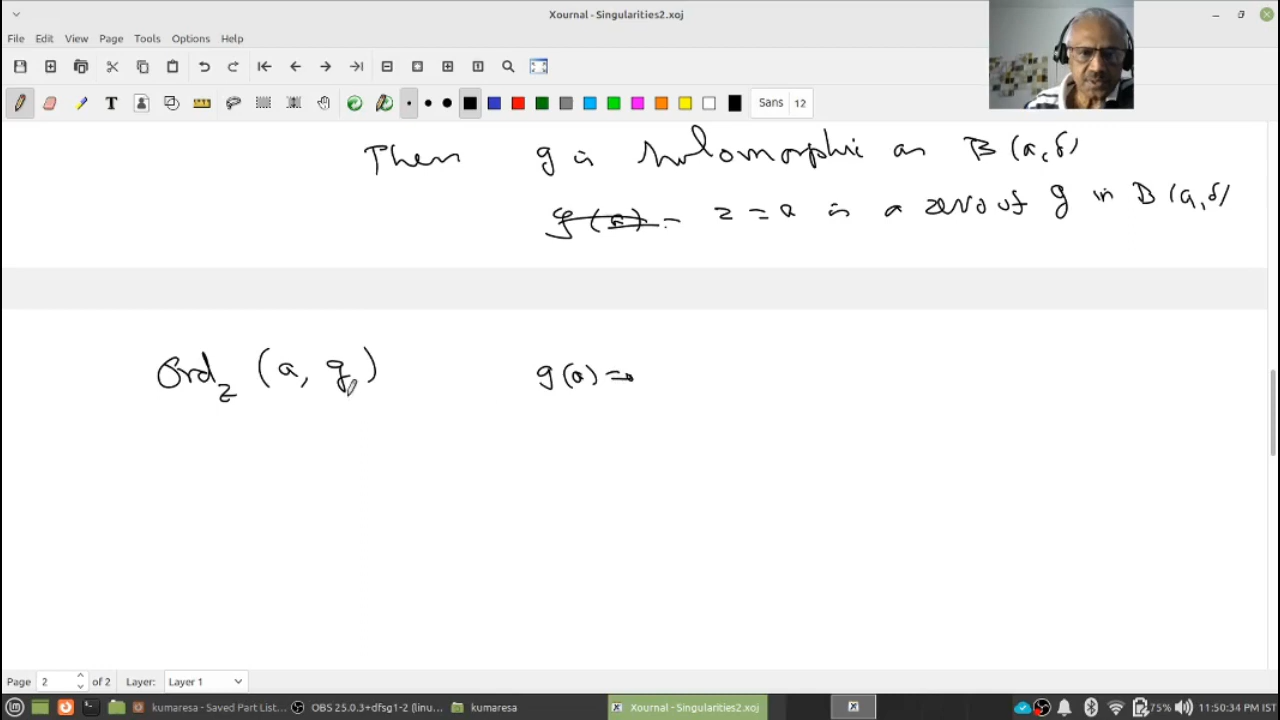 Xournal - Singularities2.xoj
File Edit View Page Tools Options Help
Sans 12
Then g is holomorphic on B(a,δ)
g(a) = z = a is a zero of g in B(a,δ)
Ord_z (a, g) g(a) = 0
Page 2 of 2 Layer: Layer 1
kumaresa - Saved Part List... OBS 25.0.3+dfsg1-2 (linu... kumaresa Xournal - Singularities2.xoj 75% 11:50:34 PM IST